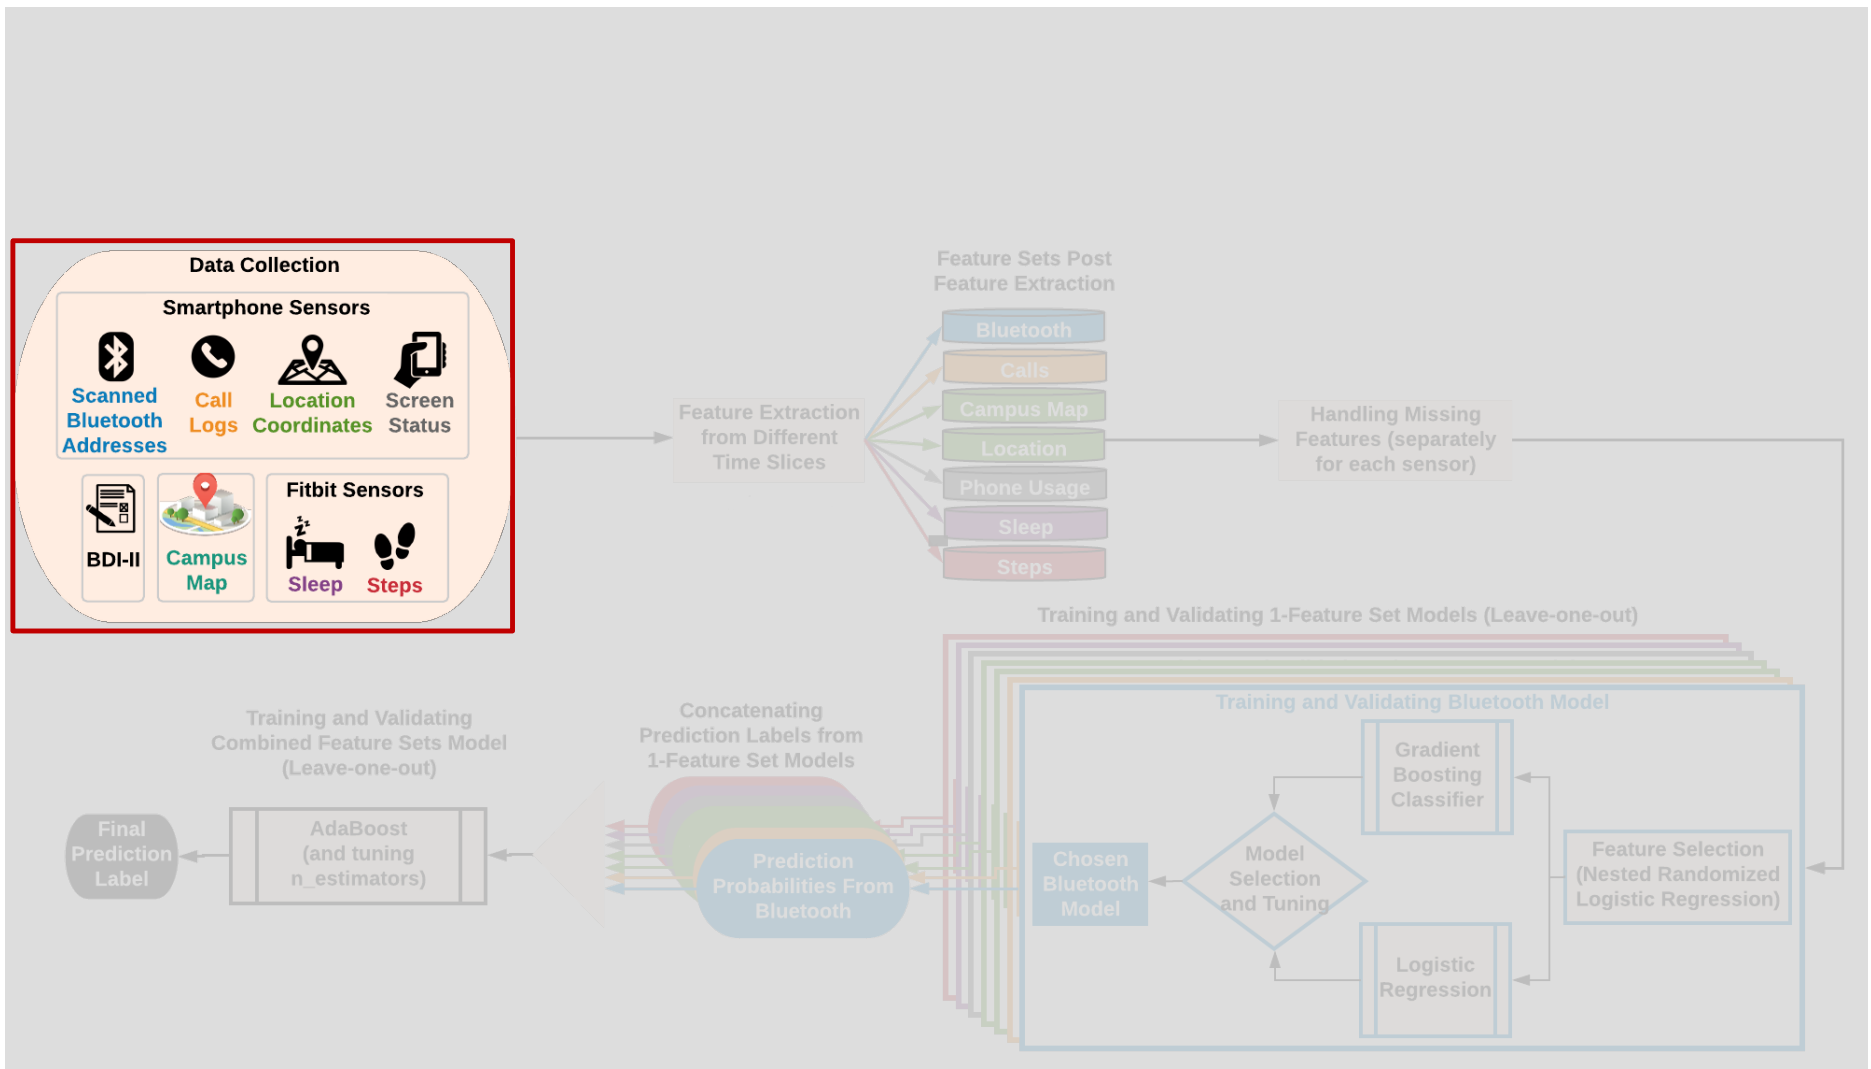 Data Collection
Smartphone Sensors
Scanned
Bluetooth
Addresses
Call
Logs
Location
Coordinates
Screen
Status
BDI-II
Campus
Map
Fitbit Sensors
Sleep
Steps
Feature Extraction
from Different
Time Slices
Feature Sets Post
Feature Extraction
Bluetooth
Calls
Campus Map
Location
Phone Usage
Sleep
Steps
Handling Missing
Features (separately
for each sensor)
Training and Validating 1-Feature Set Models (Leave-one-out)
Training and Validating Bluetooth Model
Feature Selection
(Nested Randomized
Logistic Regression)
Gradient
Boosting
Classifier
Logistic
Regression
Model
Selection
and Tuning
Chosen
Bluetooth
Model
Concatenating
Prediction Labels from
1-Feature Set Models
Prediction
Probabilities From
Bluetooth
Training and Validating
Combined Feature Sets Model
(Leave-one-out)
AdaBoost
(and tuning
n_estimators)
Final
Prediction
Label